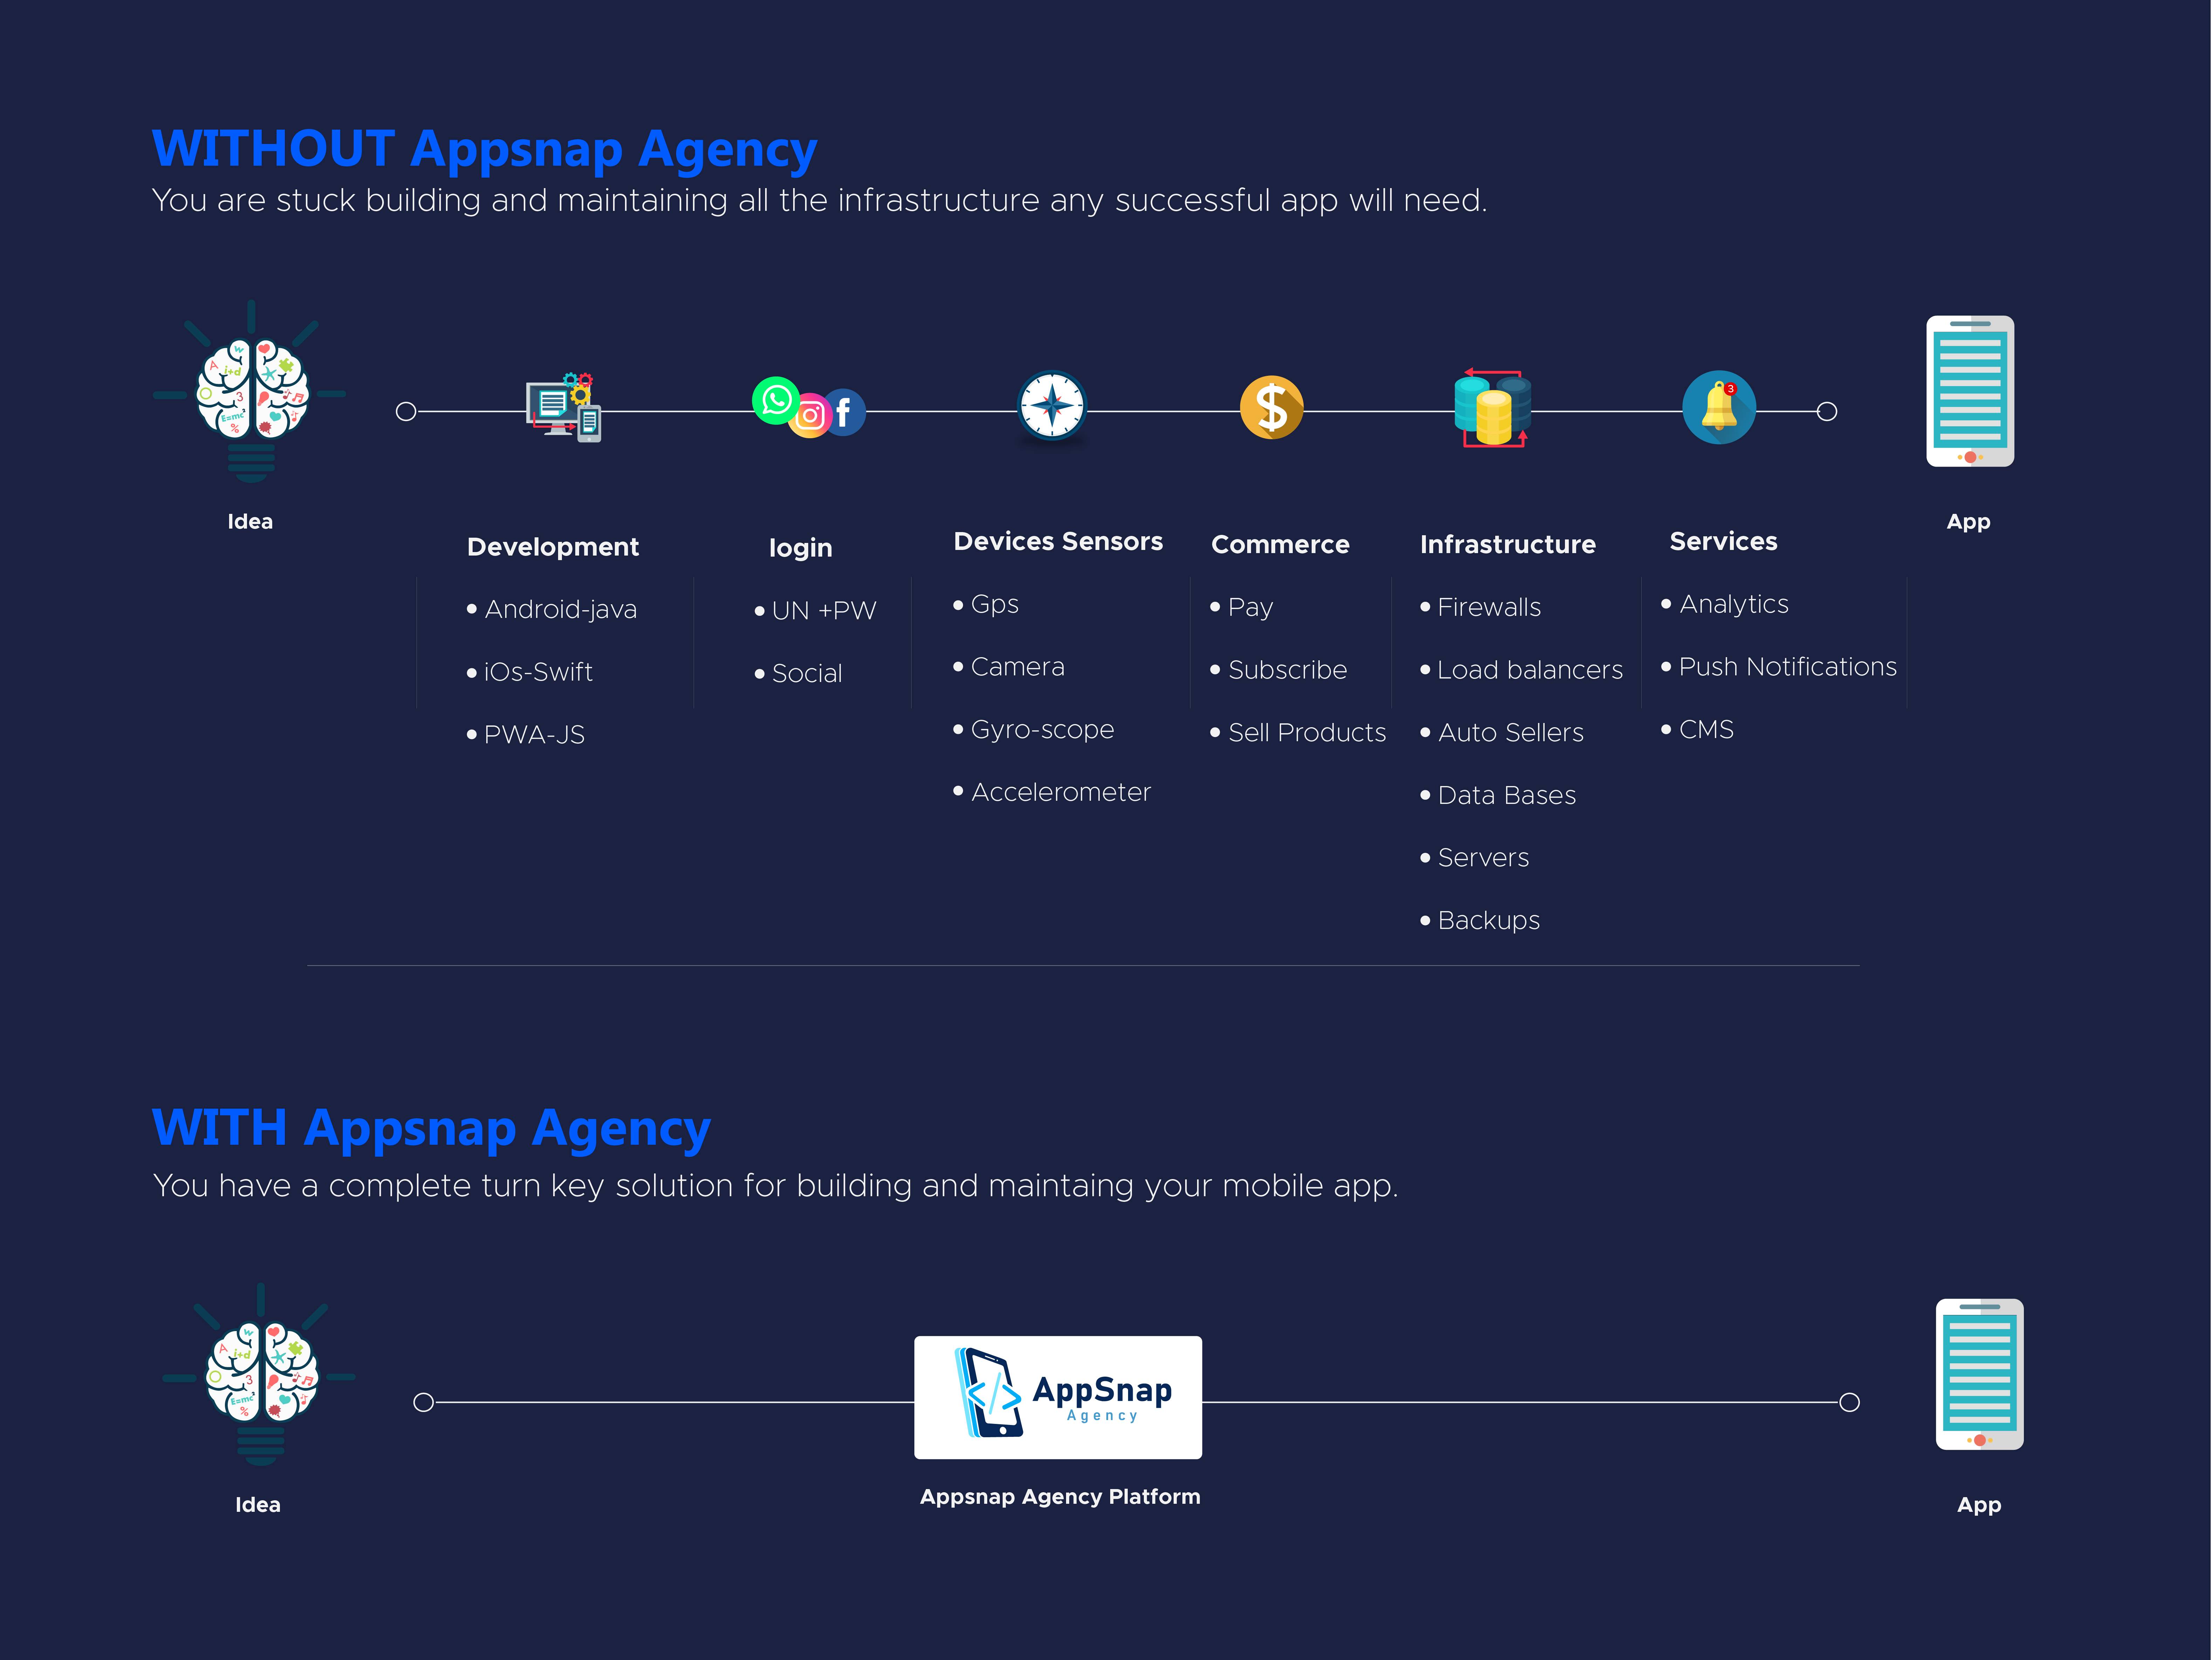 WITHOUT Appsnap Agency
You are stuck building and maintaining all the infrastructure any successful app will need.
Idea
App
Development
Android-java
iOs-Swift
PWA-JS
login
UN +PW
Social
Devices Sensors
Gps
Camera
Gyro-scope
Accelerometer
Commerce
Pay
Subscribe
Sell Products
Infrastructure
Firewalls
Load balancers
Auto Sellers
Data Bases
Servers
Backups
Services
Analytics
Push Notifications
CMS
WITH Appsnap Agency
You have a complete turn key solution for building and maintaing your mobile app.
Idea
AppSnap
Agency
Appsnap Agency Platform
App